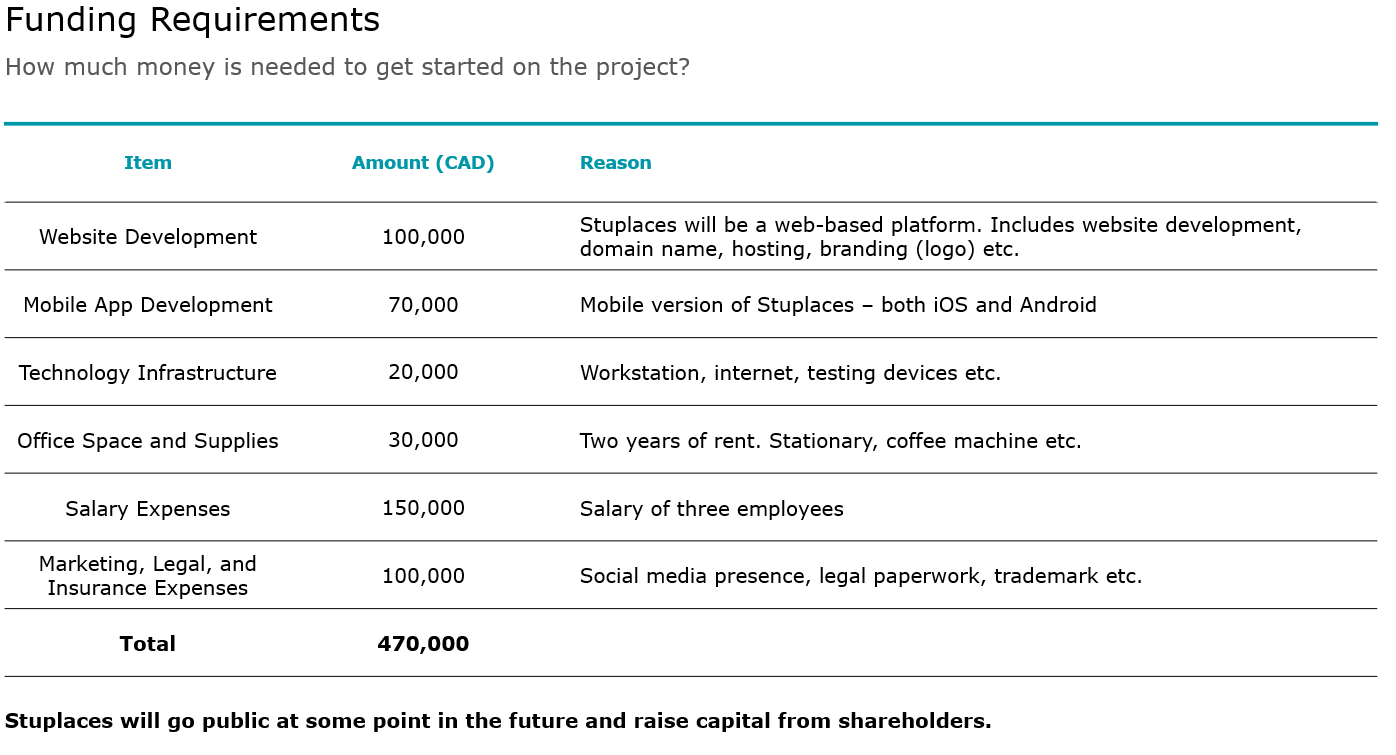 Funding Requirements
How much money is needed to get started on the project?
Item Amount (CAD) Reason
Website Development 100,000 Stuplaces will be a web-based platform. Includes website development,
domain name, hosting, branding (logo) etc.
Mobile App Development 70,000 Mobile version of Stuplaces – both iOS and Android
Technology Infrastructure 20,000 Workstation, internet, testing devices etc.
Office Space and Supplies 30,000 Two years of rent. Stationary, coffee machine etc.
Salary Expenses 150,000 Salary of three employees
Marketing, Legal, and
Insurance Expenses 100,000 Social media presence, legal paperwork, trademark etc.
Total 470,000
Stuplaces will go public at some point in the future and raise capital from shareholders.